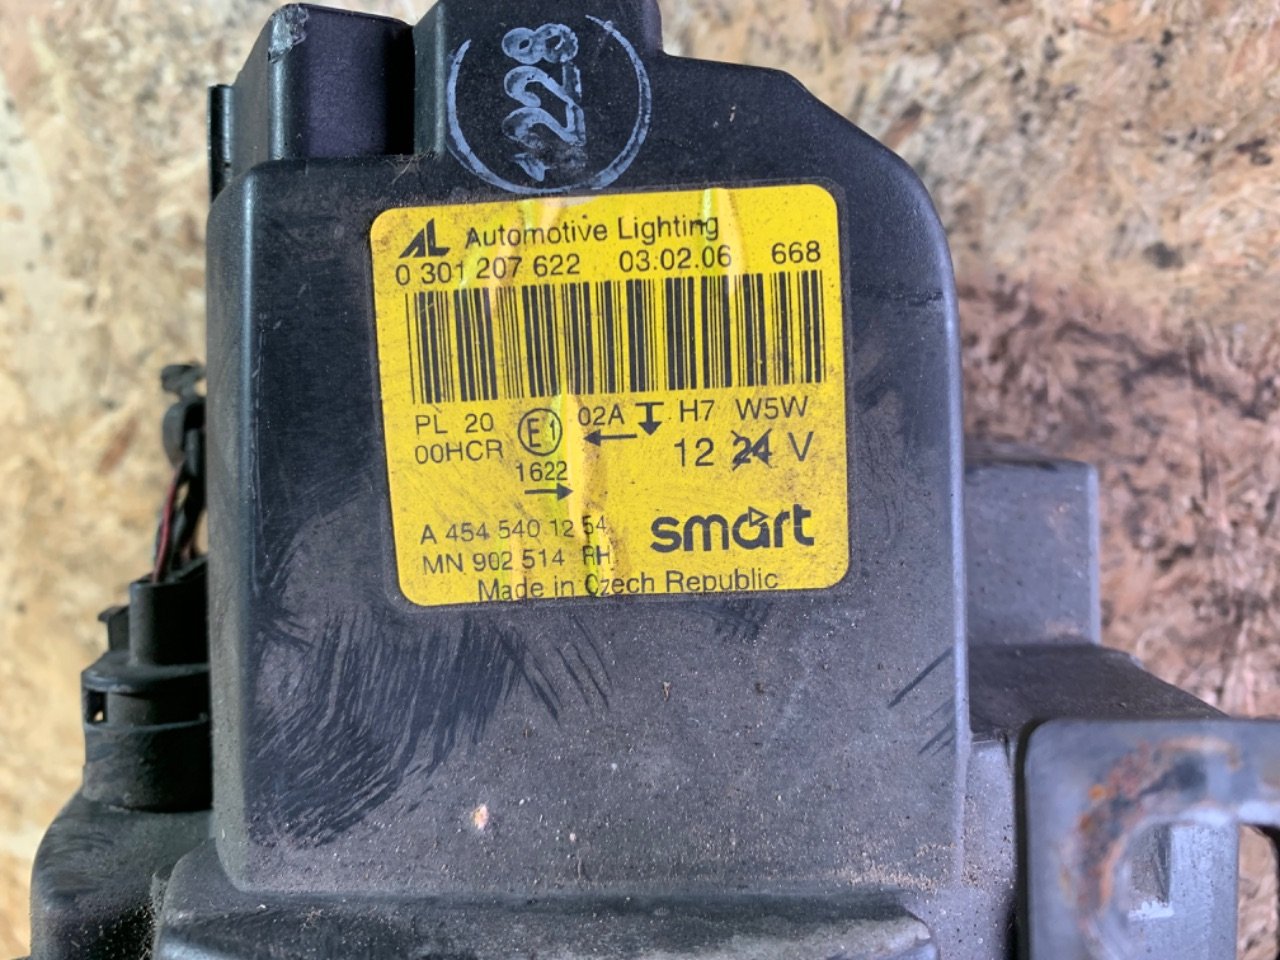 1228
AL Automotive Lighting
0 301 207 622 03.02.06 668
PL 20 E1 02A H7 W5W
00HCR 12 24 V
1622
A 454 540 12 54 smart
MN 902 514 RH
Made in Czech Republic